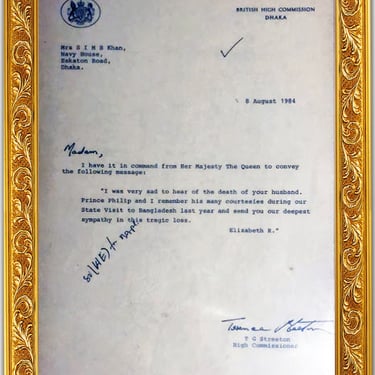 BRITISH HIGH COMMISSION
DHAKA
Mrs S I M B Khan,
Navy House,
Eskaton Road,
Dhaka.
8 August 1984
Madam,
I have it in command from Her Majesty The Queen to convey
the following message:
"I was very sad to hear of the death of your husband.
Prince Philip and I remember his many courtesies during our
State Visit to Bangladesh last year and send you our deepest
sympathy in this tragic loss.
Elizabeth R."
Terence Streeton
T G Streeton
High Commissioner